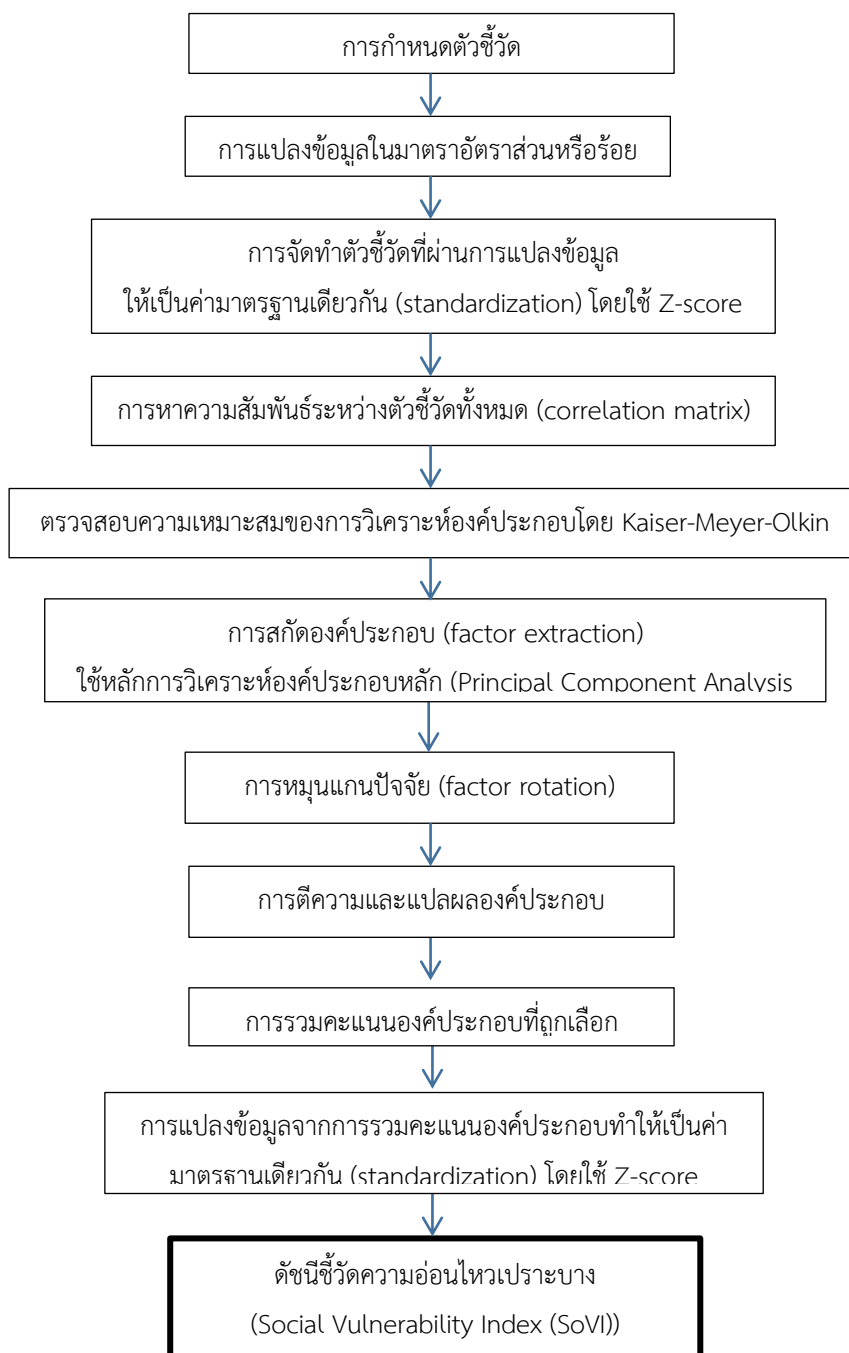 การกำหนดตัวชี้วัด
การแปลงข้อมูลในมาตราอัตราส่วนหรือร้อย
การจัดทำตัวชี้วัดที่ผ่านการแปลงข้อมูล
ให้เป็นค่ามาตรฐานเดียวกัน (standardization) โดยใช้ Z-score
การหาความสัมพันธ์ระหว่างตัวชี้วัดทั้งหมด (correlation matrix)
ตรวจสอบความเหมาะสมของการวิเคราะห์องค์ประกอบโดย Kaiser-Meyer-Olkin
การสกัดองค์ประกอบ (factor extraction)
ใช้หลักการวิเคราะห์องค์ประกอบหลัก (Principal Component Analysis
การหมุนแกนปัจจัย (factor rotation)
การตีความและแปลผลองค์ประกอบ
การรวมคะแนนองค์ประกอบที่ถูกเลือก
การแปลงข้อมูลจากการรวมคะแนนองค์ประกอบทำให้เป็นค่า
มาตรฐานเดียวกัน (standardization) โดยใช้ Z-score
ดัชนีชี้วัดความอ่อนไหวเปราะบาง
(Social Vulnerability Index (SoVI))